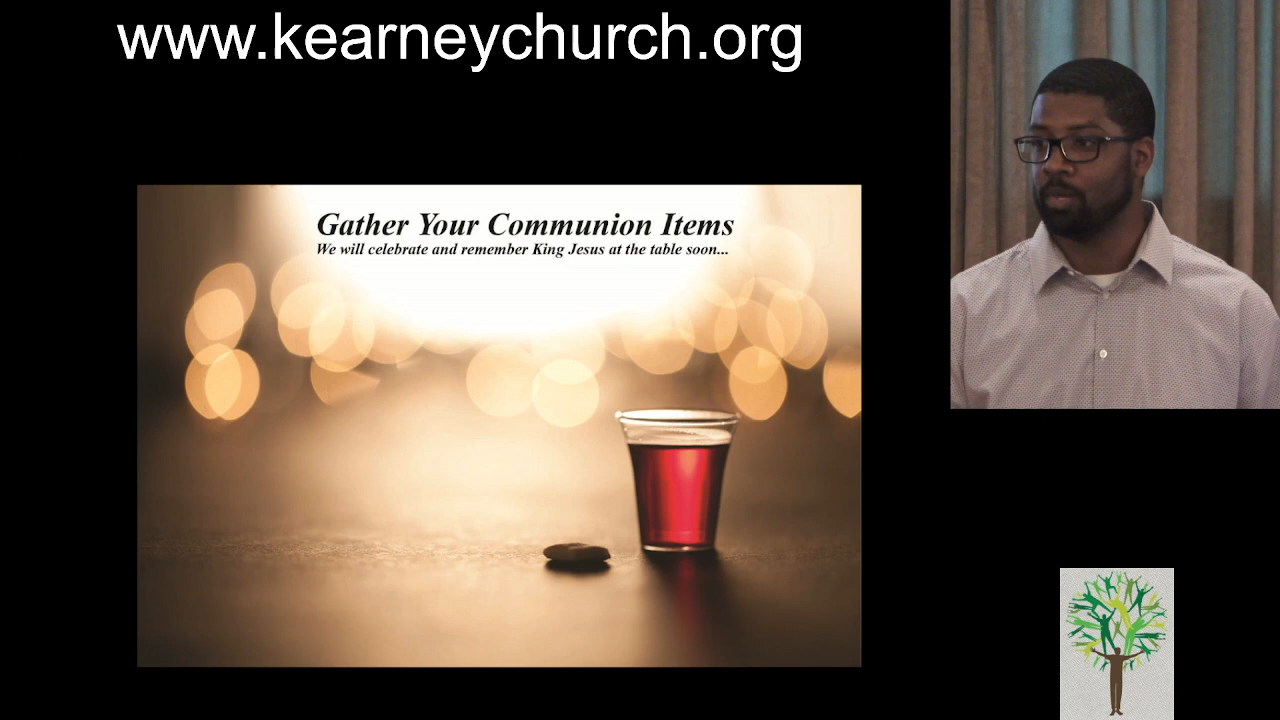 www.kearneychurch.org
Gather Your Communion Items
We will celebrate and remember King Jesus at the table soon...